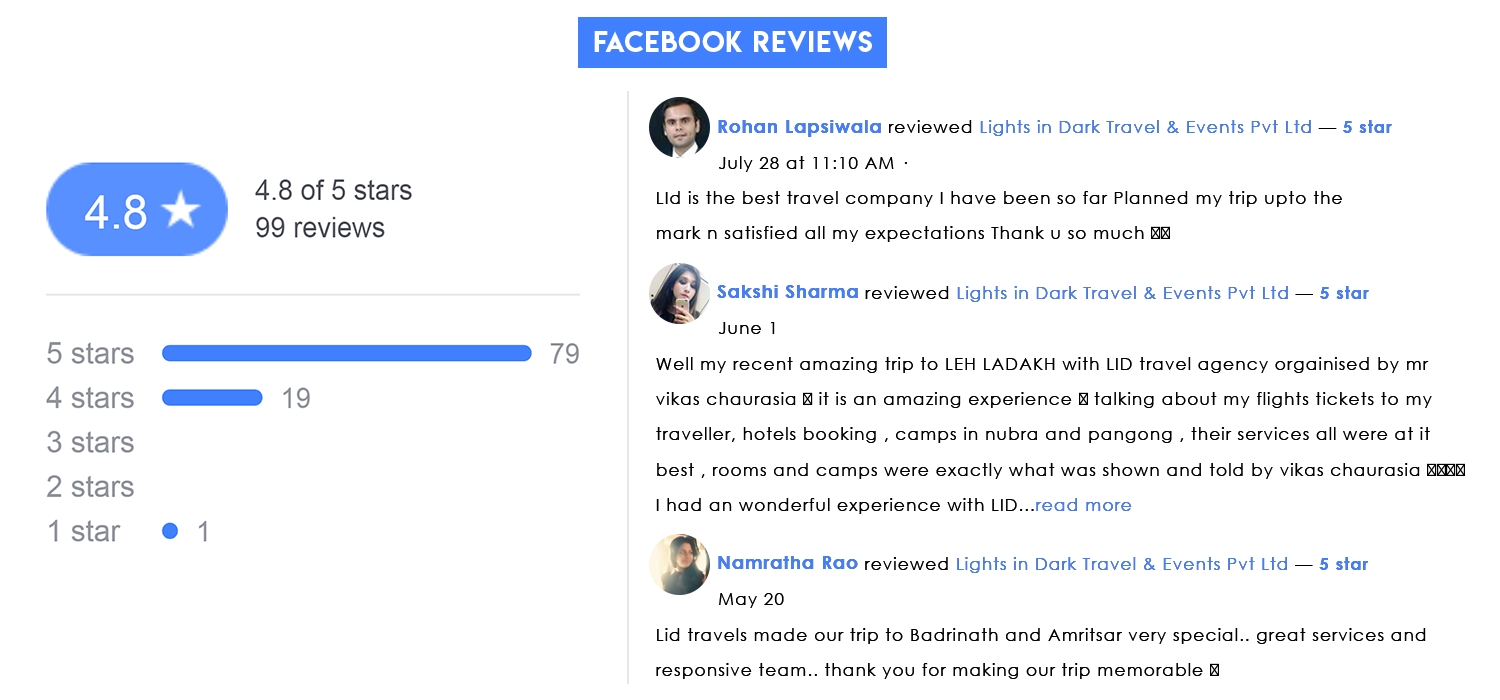 FACEBOOK REVIEWS
4.8 ★
4.8 of 5 stars
99 reviews
5 stars 79
4 stars 19
3 stars
2 stars
1 star 1
Rohan Lapsiwala reviewed Lights in Dark Travel & Events Pvt Ltd — 5 star
July 28 at 11:10 AM ·
LId is the best travel company I have been so far Planned my trip upto the
mark n satisfied all my expectations Thank u so much
Sakshi Sharma reviewed Lights in Dark Travel & Events Pvt Ltd — 5 star
June 1
Well my recent amazing trip to LEH LADAKH with LID travel agency orgainised by mr
vikas chaurasia it is an amazing experience talking about my flights tickets to my
traveller, hotels booking , camps in nubra and pangong , their services all were at it
best , rooms and camps were exactly what was shown and told by vikas chaurasia
I had an wonderful experience with LID...read more
Namratha Rao reviewed Lights in Dark Travel & Events Pvt Ltd — 5 star
May 20
Lid travels made our trip to Badrinath and Amritsar very special.. great services and
responsive team.. thank you for making our trip memorable